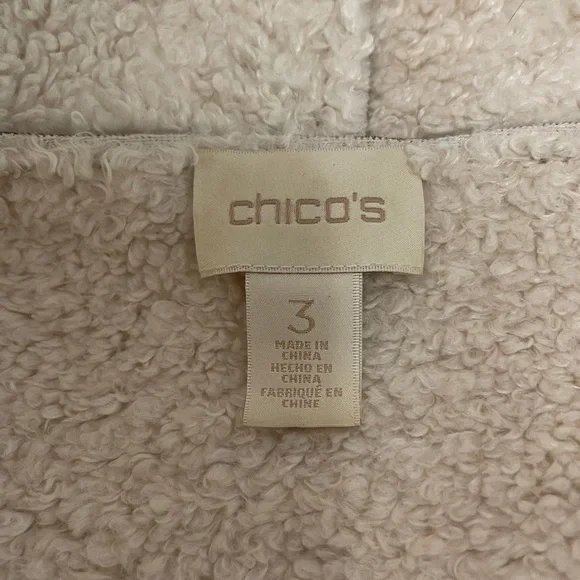 chico's
3
MADE IN
CHINA
HECHO EN
CHINA
FABRIQUÉ EN
CHINE